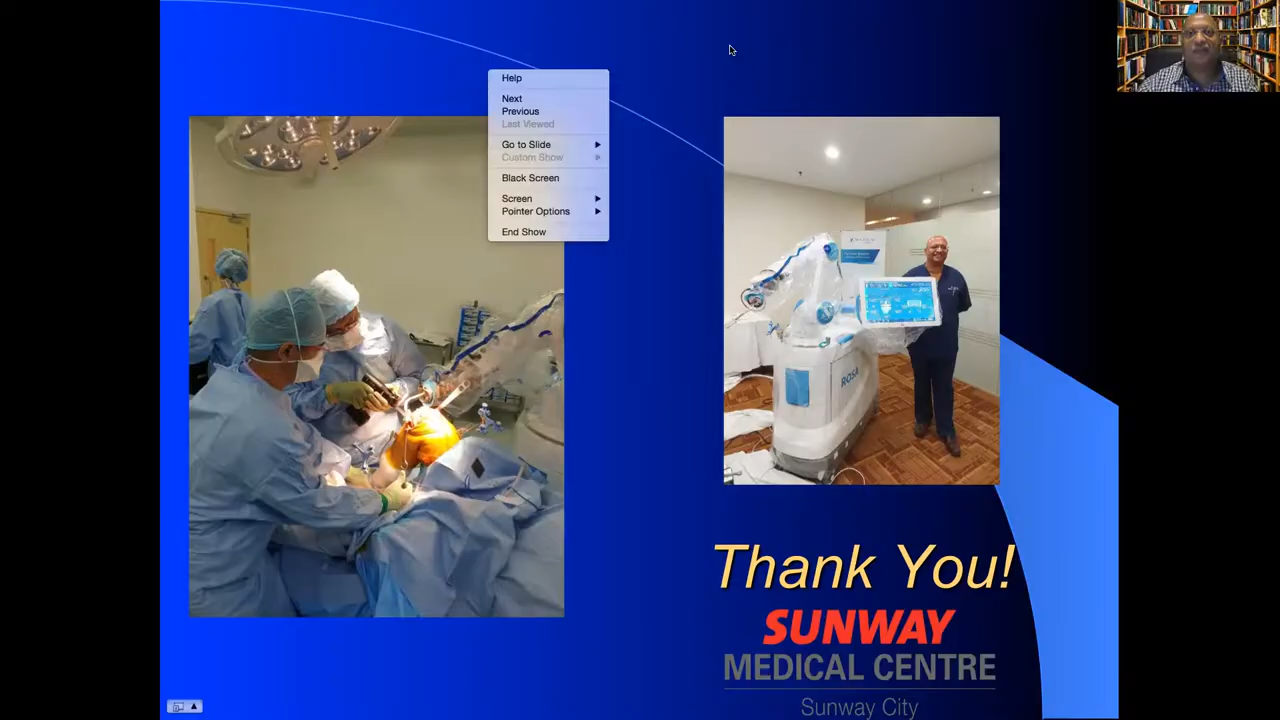 Help
Next
Previous
Last Viewed
Go to Slide
Custom Show
Black Screen
Screen
Pointer Options
End Show
ROSA
Thank You!
SUNWAY
MEDICAL CENTRE
Sunway City